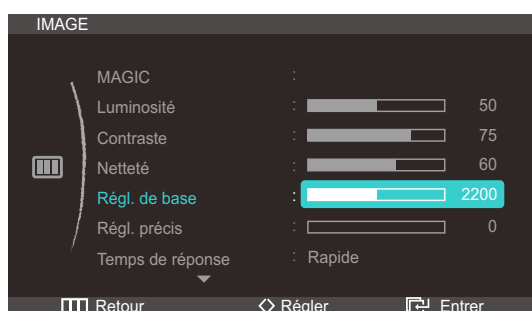 IMAGE
MAGIC :
Luminosité : 50
Contraste : 75
Netteté : 60
Régl. de base : 2200
Régl. précis : 0
Temps de réponse : Rapide
Retour Régler Entrer